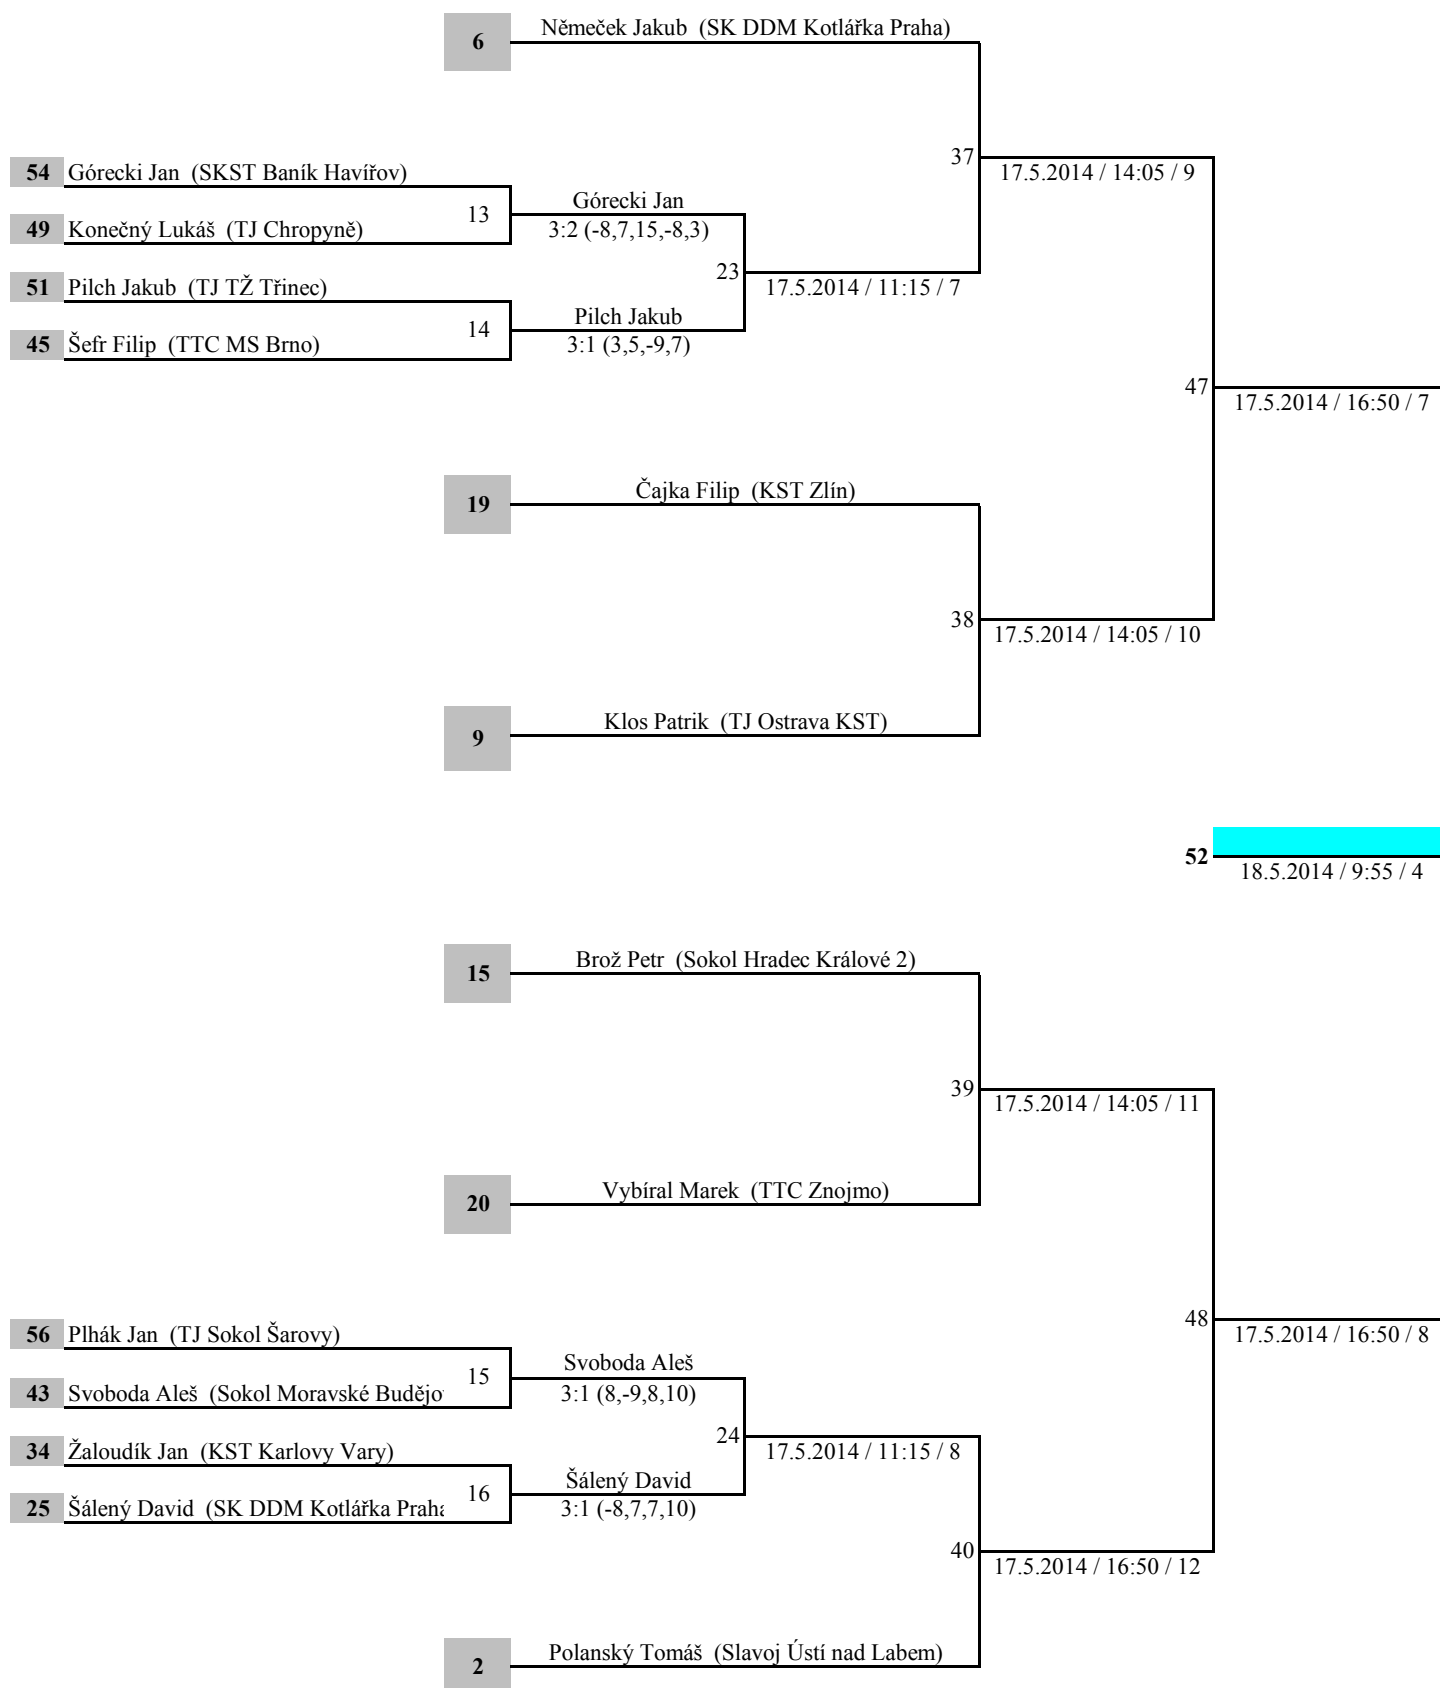 6 Němeček Jakub (SK DDM Kotlářka Praha)
37
17.5.2014 / 14:05 / 9
54 Górecki Jan (SKST Baník Havířov)
13
Górecki Jan
49 Konečný Lukáš (TJ Chropyně)
3:2 (-8,7,15,-8,3)
23
17.5.2014 / 11:15 / 7
51 Pilch Jakub (TJ TŽ Třinec)
14
Pilch Jakub
45 Šefr Filip (TTC MS Brno)
3:1 (3,5,-9,7)
47
17.5.2014 / 16:50 / 7
19 Čajka Filip (KST Zlín)
38
17.5.2014 / 14:05 / 10
9 Klos Patrik (TJ Ostrava KST)
52
18.5.2014 / 9:55 / 4
15 Brož Petr (Sokol Hradec Králové 2)
39
17.5.2014 / 14:05 / 11
20 Vybíral Marek (TTC Znojmo)
48
17.5.2014 / 16:50 / 8
56 Plhák Jan (TJ Sokol Šarovy)
15
Svoboda Aleš
43 Svoboda Aleš (Sokol Moravské Budějo
3:1 (8,-9,8,10)
24
17.5.2014 / 11:15 / 8
34 Žaloudík Jan (KST Karlovy Vary)
16
Šálený David
25 Šálený David (SK DDM Kotlářka Praha
3:1 (-8,7,7,10)
40
17.5.2014 / 16:50 / 12
2 Polanský Tomáš (Slavoj Ústí nad Labem)